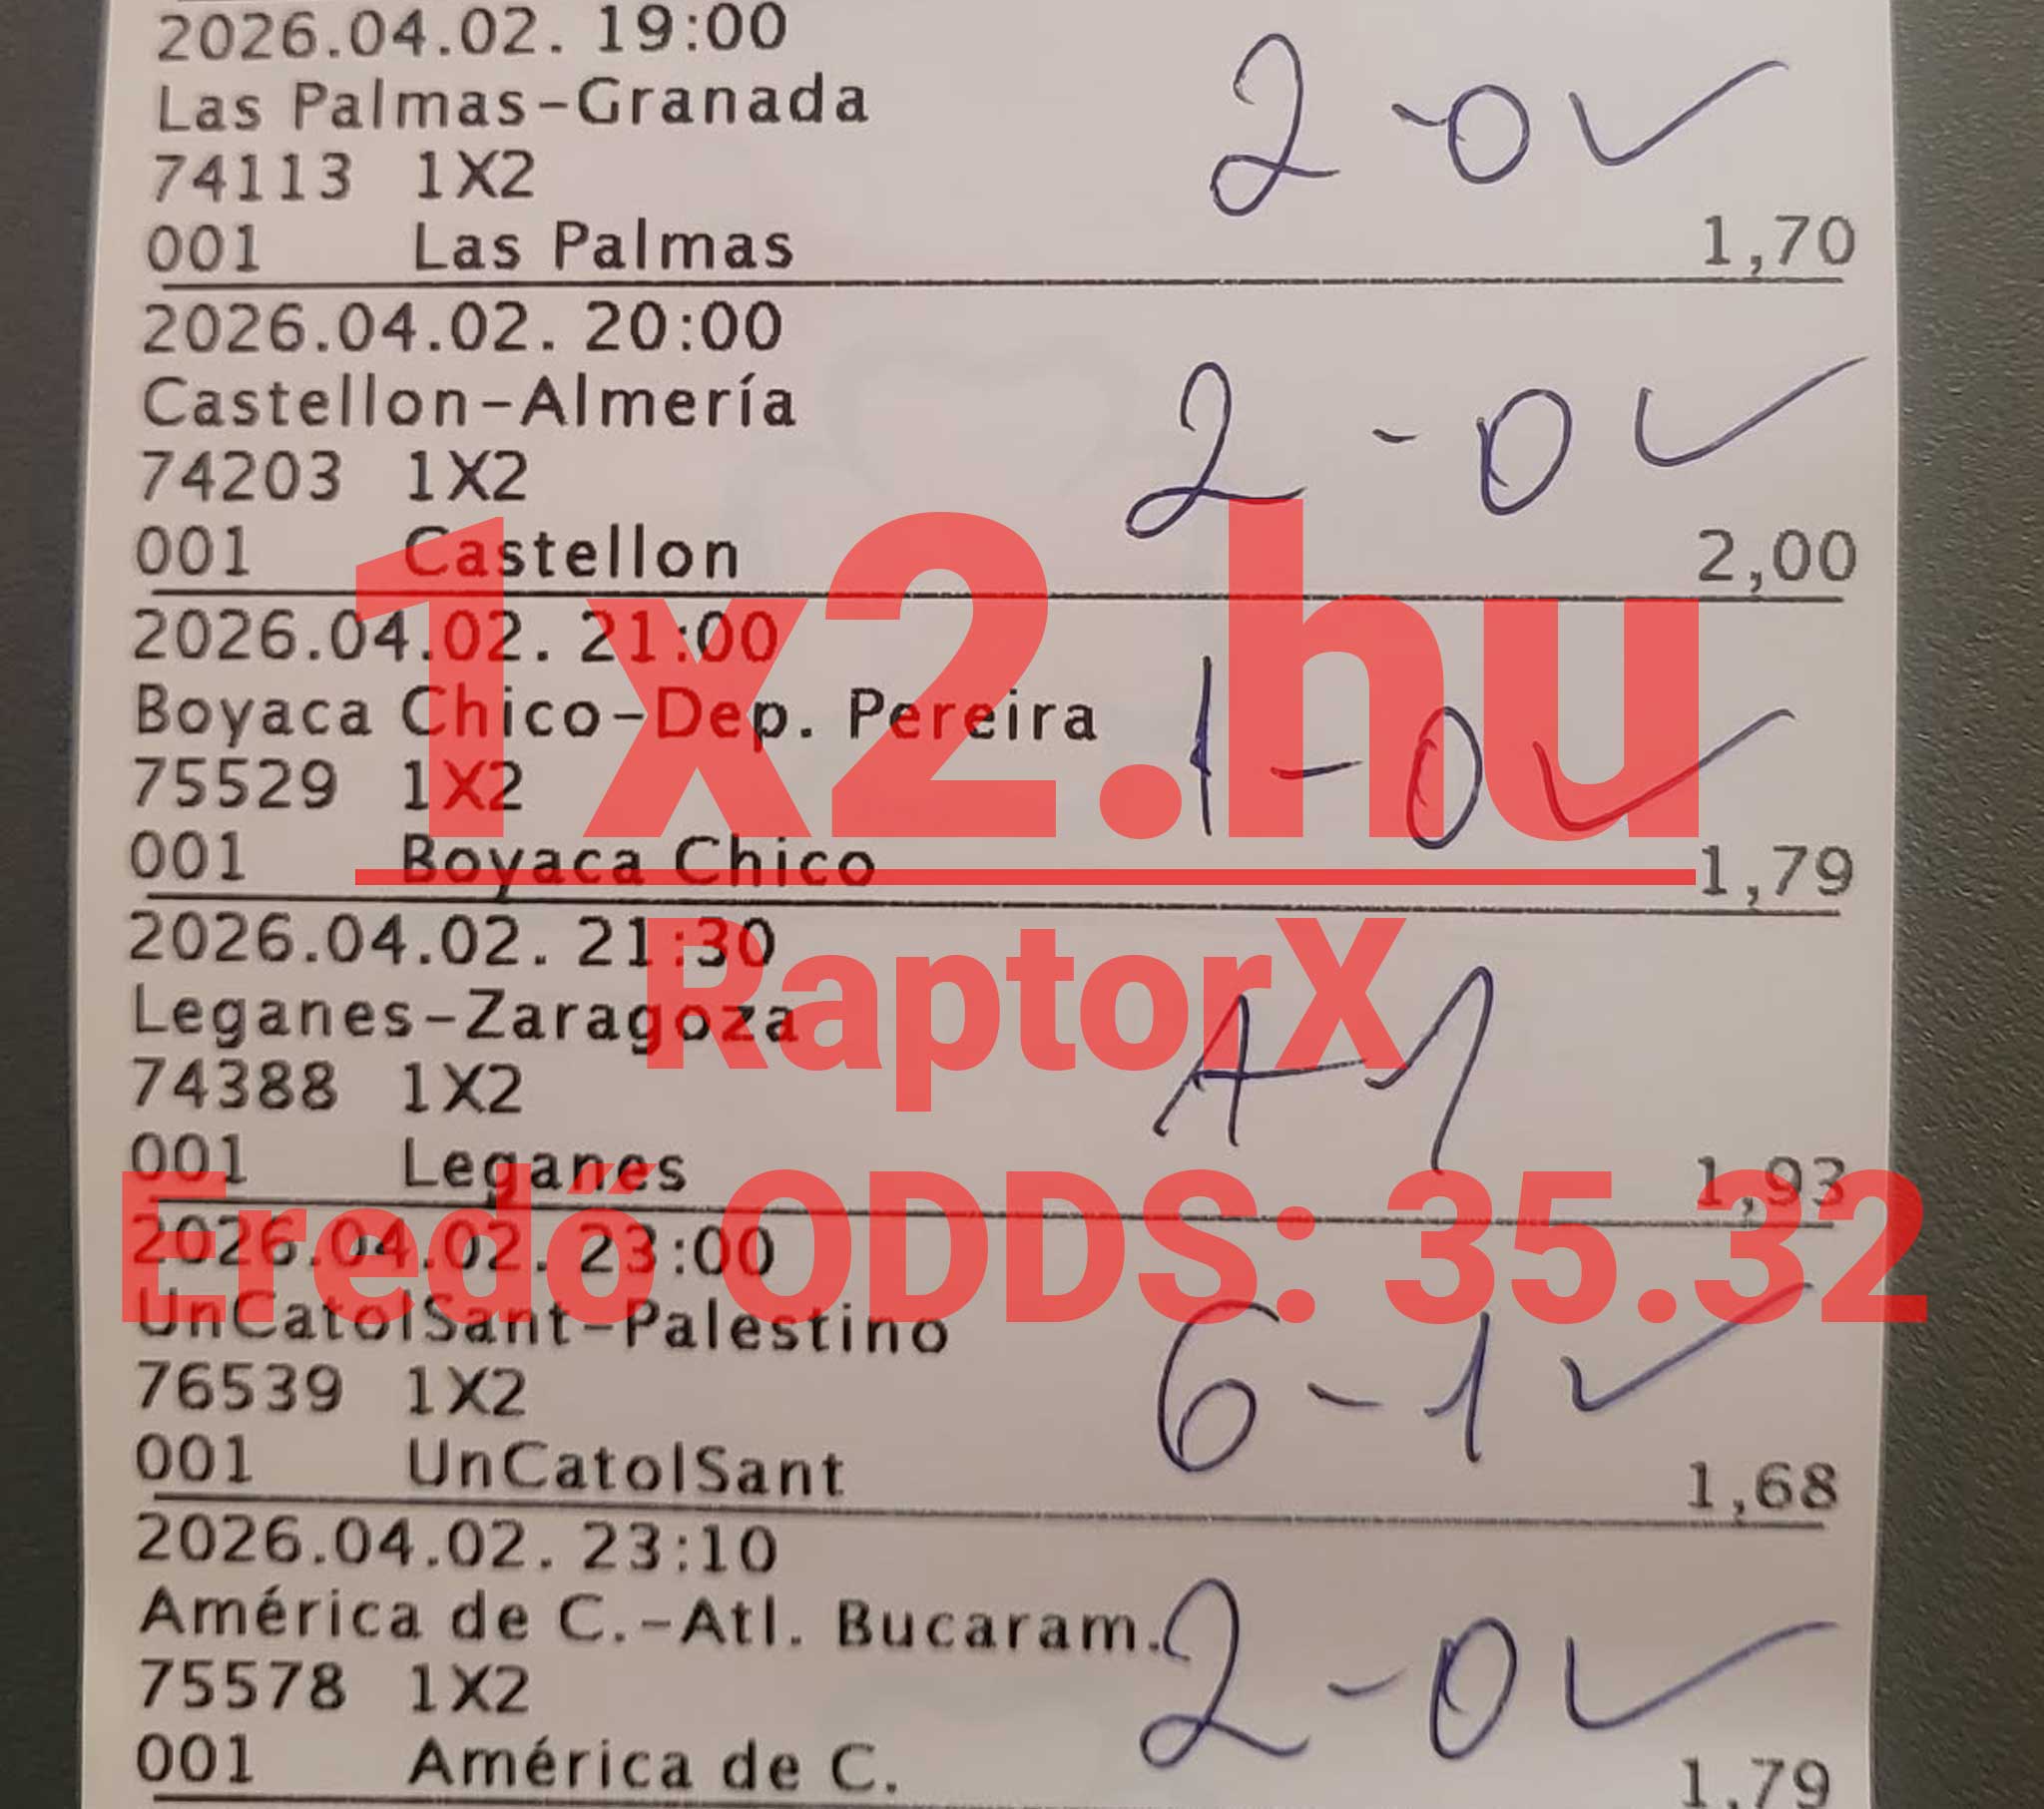 2026.04.02. 19:00
Las Palmas-Granada
2-0 ✓
74113 1X2
001 Las Palmas 1,70
2026.04.02. 20:00
Castellon-Almería
2-0 ✓
74203 1X2
001 Castellon 2,00
1x2.hu
2026.04.02. 21:00
Boyaca Chico-Dep. Pereira
1-0 ✓
75529 1X2
001 Boyaca Chico 1,79
2026.04.02. 21:30
RaptorX
Leganes-Zaragoza
1-1
74388 1X2
001 Leganes 1,93
Eredő ODDS: 35.32
2026.04.02. 23:00
UnCatolSant-Palestino
6-1 ✓
76539 1X2
001 UnCatolSant 1,68
2026.04.02. 23:10
América de C.-Atl. Bucaram.
2-0 ✓
75578 1X2
001 América de C. 1,79